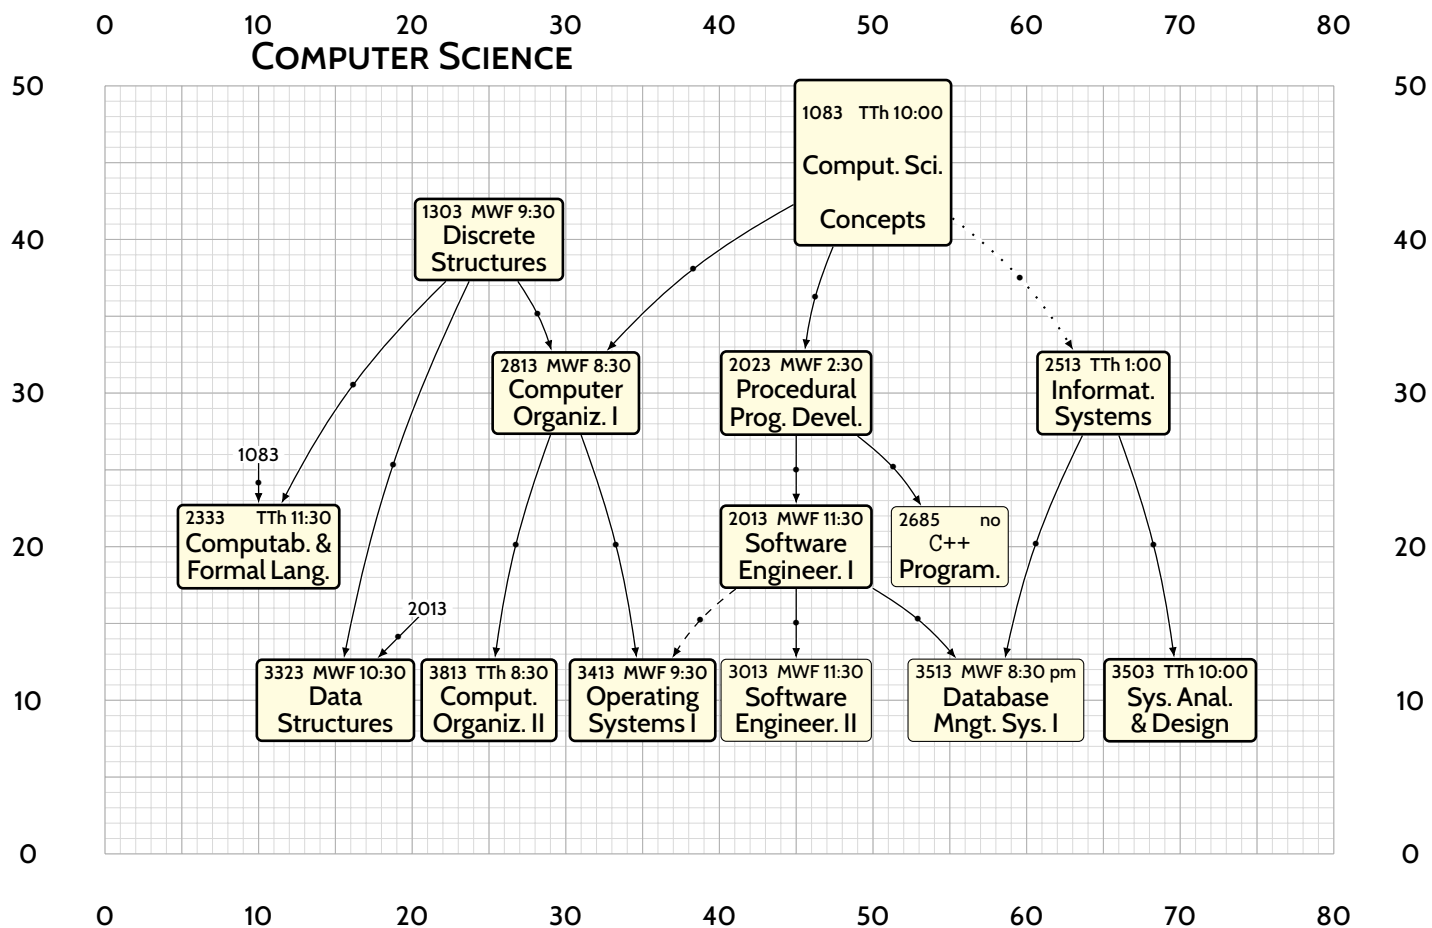 0 10 20 30 40 50 60 70 80
COMPUTER SCIENCE
50 50
1083 TTh 10:00
Comput. Sci.
Concepts
1303 MWF 9:30
Discrete
Structures
40 40
2813 MWF 8:30
Computer
Organiz. I
2023 MWF 2:30
Procedural
Prog. Devel.
2513 TTh 1:00
Informat.
Systems
30 30
1083
2333 TTh 11:30
Computab. &
Formal Lang.
2013 MWF 11:30
Software
Engineer. I
2685 no
C++
Program.
20 20
2013
3323 MWF 10:30
Data
Structures
3813 TTh 8:30
Comput.
Organiz. II
3413 MWF 9:30
Operating
Systems I
3013 MWF 11:30
Software
Engineer. II
3513 MWF 8:30 pm
Database
Mngt. Sys. I
3503 TTh 10:00
Sys. Anal.
& Design
10 10
0 0
0 10 20 30 40 50 60 70 80